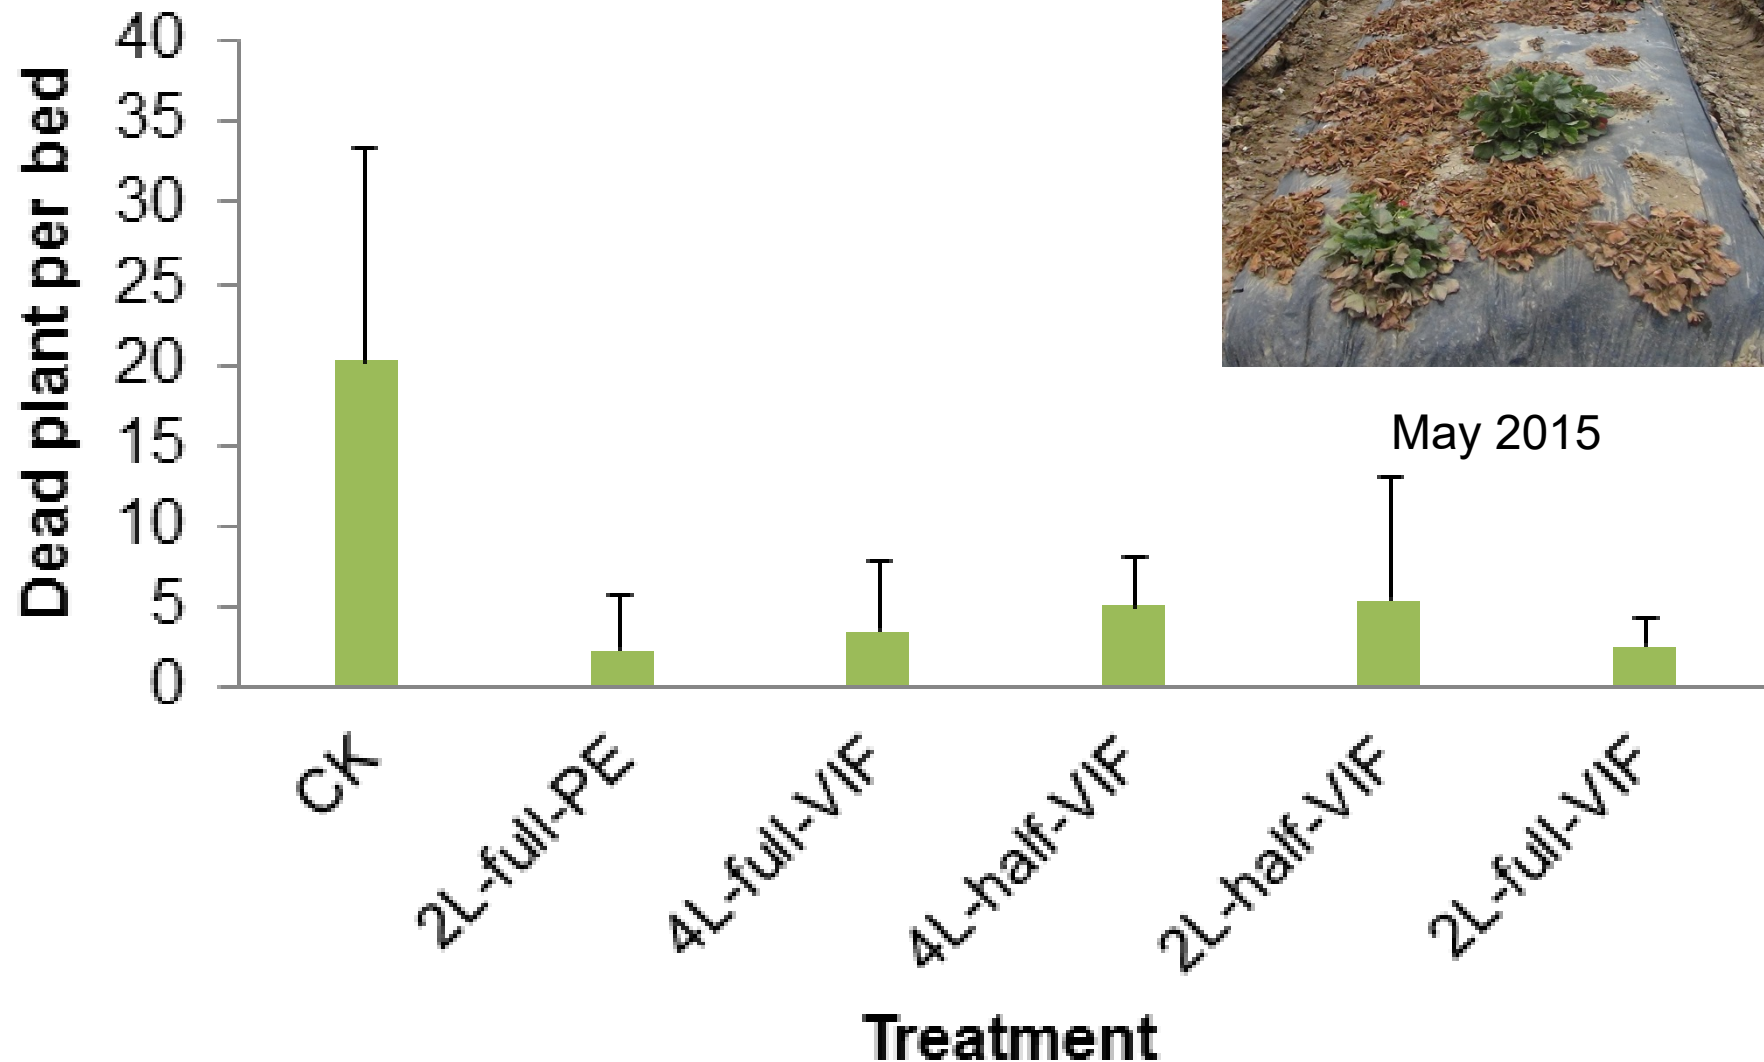 Dead plant per bed
40
35
30
25
20
15
10
5
0
May 2015
CK
2L-full-PE
4L-full-VIF
4L-half-VIF
2L-half-VIF
2L-full-VIF
Treatment